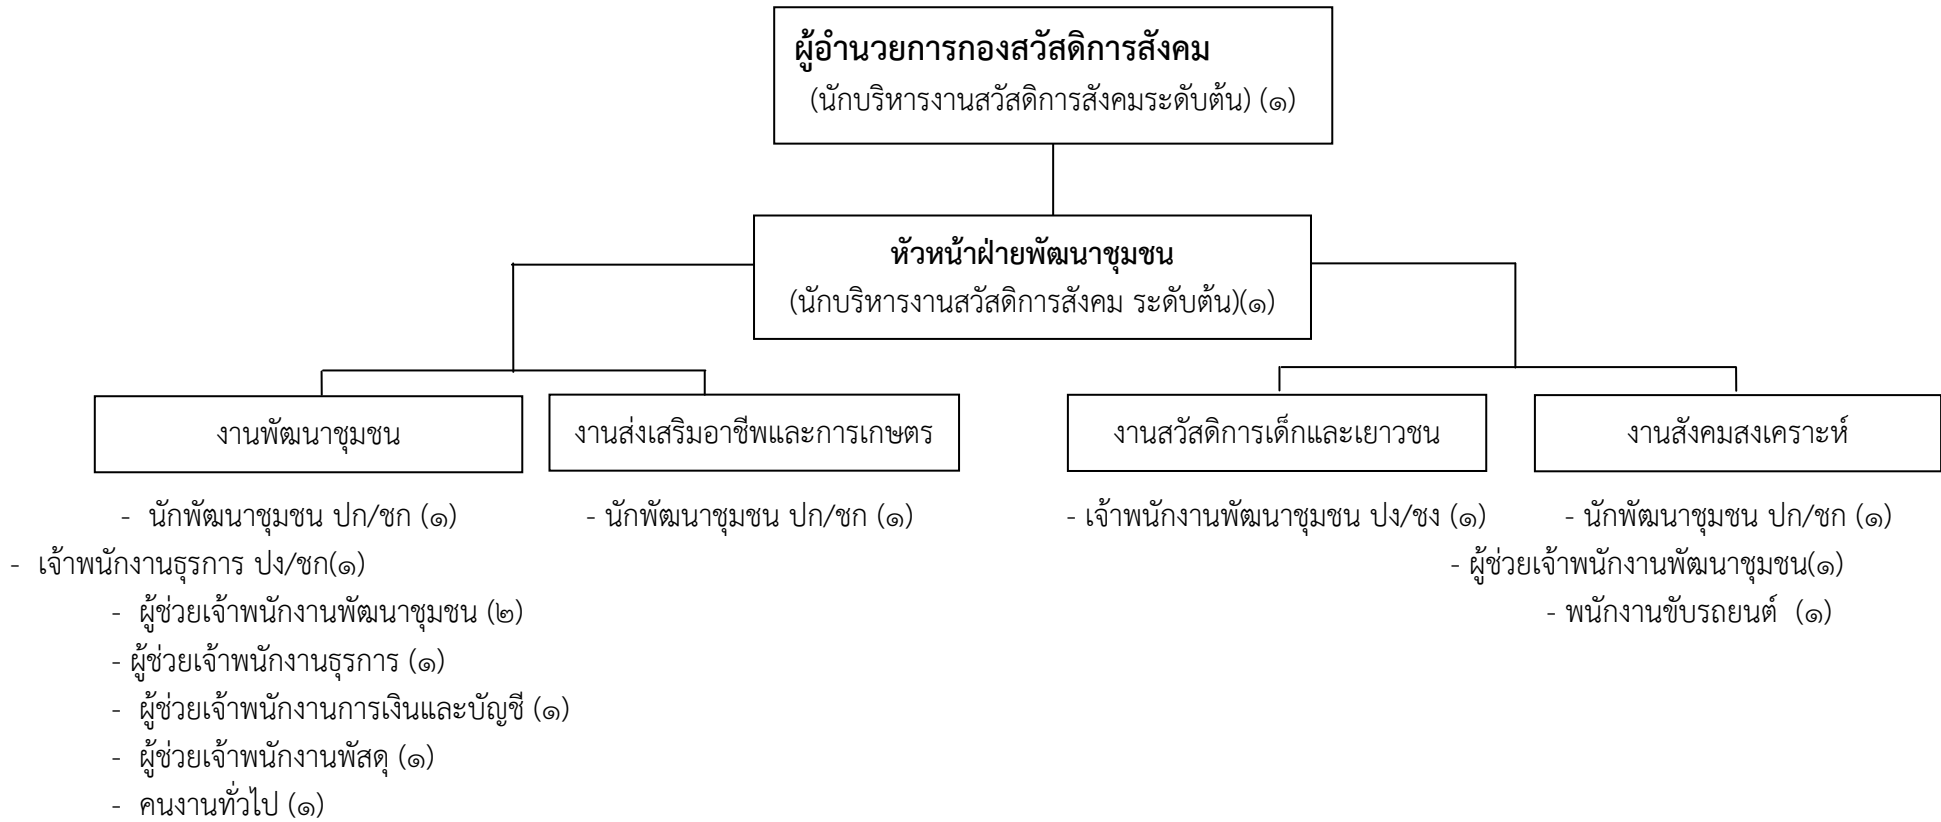 ผู้อำนวยการกองสวัสดิการสังคม
(นักบริหารงานสวัสดิการสังคมระดับต้น) (๑)
หัวหน้าฝ่ายพัฒนาชุมชน
(นักบริหารงานสวัสดิการสังคม ระดับต้น)(๑)
งานพัฒนาชุมชน
งานส่งเสริมอาชีพและการเกษตร
งานสวัสดิการเด็กและเยาวชน
งานสังคมสงเคราะห์
- นักพัฒนาชุมชน ปก/ชก (๑)
- เจ้าพนักงานธุรการ ปง/ชก(๑)
- ผู้ช่วยเจ้าพนักงานพัฒนาชุมชน (๒)
- ผู้ช่วยเจ้าพนักงานธุรการ (๑)
- ผู้ช่วยเจ้าพนักงานการเงินและบัญชี (๑)
- ผู้ช่วยเจ้าพนักงานพัสดุ (๑)
- คนงานทั่วไป (๑)
- นักพัฒนาชุมชน ปก/ชก (๑)
- เจ้าพนักงานพัฒนาชุมชน ปง/ชง (๑)
- นักพัฒนาชุมชน ปก/ชก (๑)
- ผู้ช่วยเจ้าพนักงานพัฒนาชุมชน(๑)
- พนักงานขับรถยนต์ (๑)